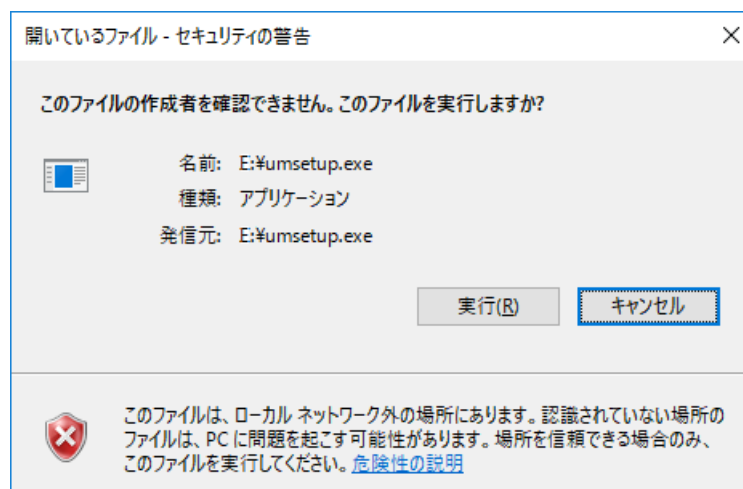 開いているファイル - セキュリティの警告
このファイルの作成者を確認できません。このファイルを実行しますか?
名前: E:¥umsetup.exe
種類: アプリケーション
発信元: E:¥umsetup.exe
実行(R) キャンセル
このファイルは、ローカル ネットワーク外の場所にあります。認識されていない場所の
ファイルは、PC に問題を起こす可能性があります。場所を信頼できる場合のみ、
このファイルを実行してください。危険性の説明